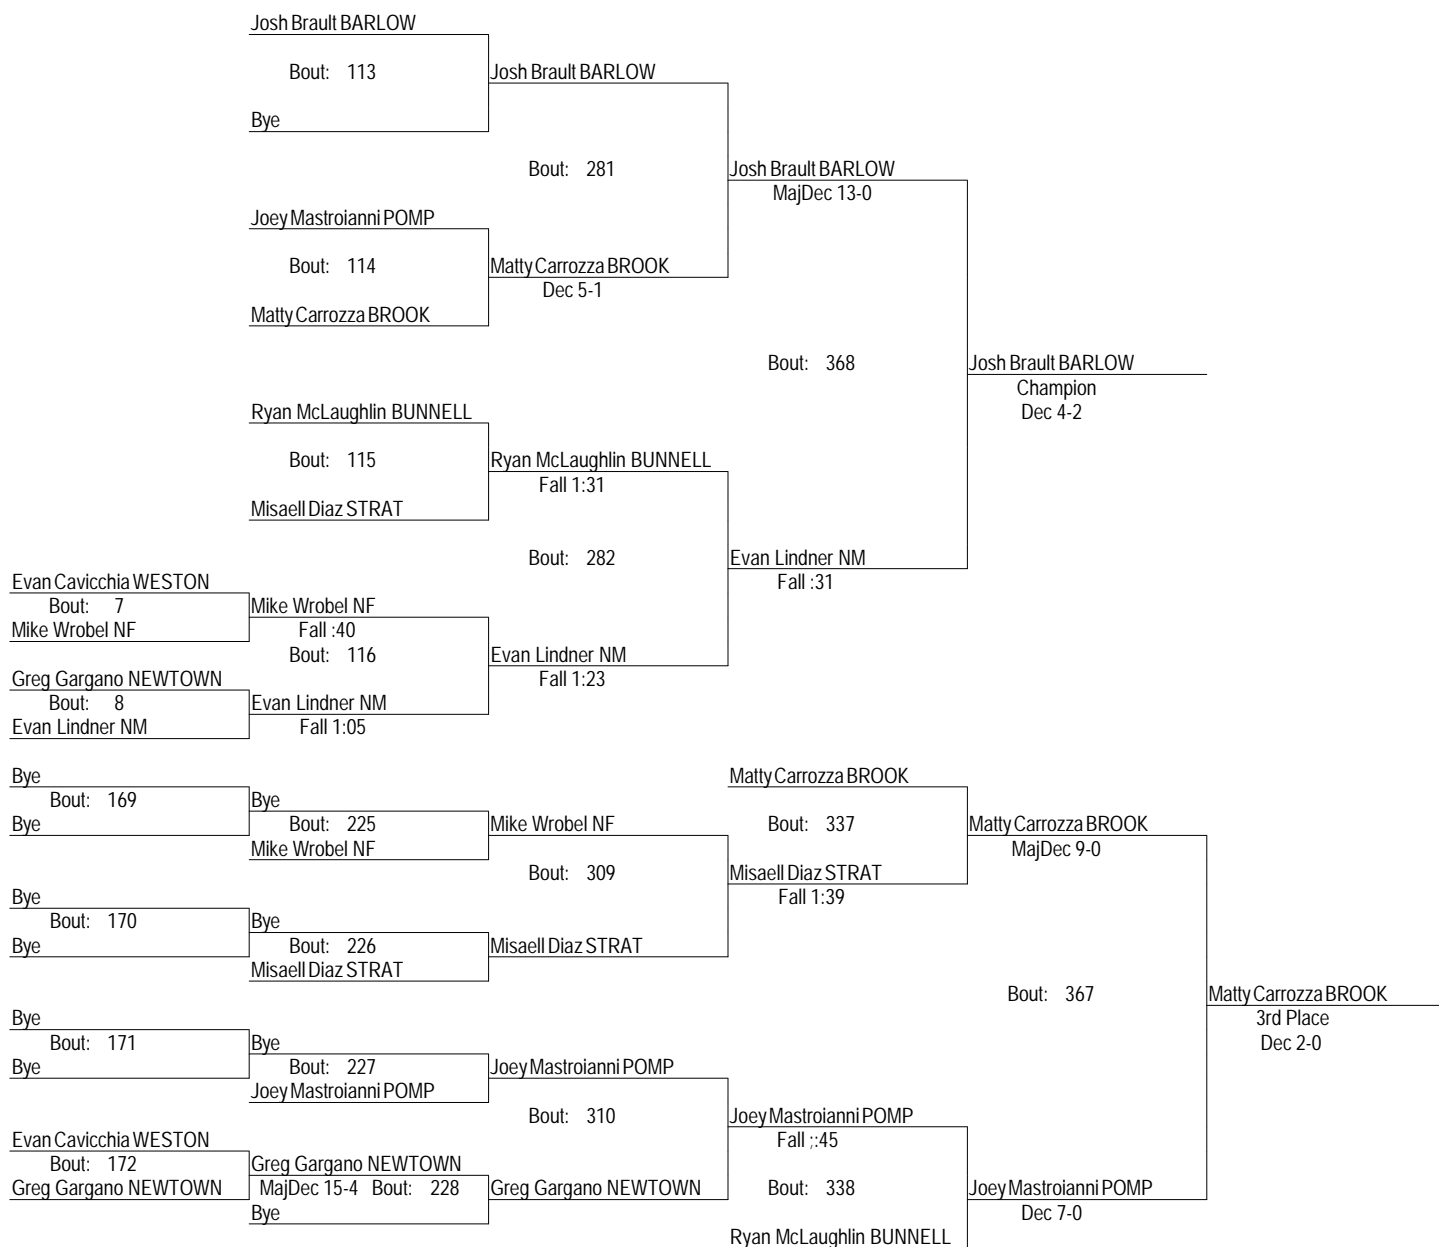 Josh Brault BARLOW
Bout: 113
Josh Brault BARLOW
Bye
Bout: 281
Josh Brault BARLOW
MajDec 13-0
Joey Mastroianni POMP
Bout: 114
Matty Carrozza BROOK
Dec 5-1
Matty Carrozza BROOK
Bout: 368
Josh Brault BARLOW
Champion
Dec 4-2
Ryan McLaughlin BUNNELL
Bout: 115
Ryan McLaughlin BUNNELL
Fall 1:31
Misaell Diaz STRAT
Bout: 282
Evan Lindner NM
Fall :31
Evan Cavicchia WESTON
Bout: 7
Mike Wrobel NF
Mike Wrobel NF
Fall :40
Bout: 116
Evan Lindner NM
Fall 1:23
Greg Gargano NEWTOWN
Bout: 8
Evan Lindner NM
Evan Lindner NM
Fall 1:05
Bye
Bout: 169
Bye
Bye
Bout: 225
Mike Wrobel NF
Mike Wrobel NF
Matty Carrozza BROOK
Bout: 337
Matty Carrozza BROOK
MajDec 9-0
Bout: 309
Misaell Diaz STRAT
Fall 1:39
Bye
Bout: 170
Bye
Bye
Bout: 226
Misaell Diaz STRAT
Misaell Diaz STRAT
Bout: 367
Matty Carrozza BROOK
3rd Place
Dec 2-0
Bye
Bout: 171
Bye
Bye
Bout: 227
Joey Mastroianni POMP
Joey Mastroianni POMP
Bout: 310
Joey Mastroianni POMP
Fall ;:45
Evan Cavicchia WESTON
Bout: 172
Greg Gargano NEWTOWN
Greg Gargano NEWTOWN
MajDec 15-4 Bout: 228
Bye
Greg Gargano NEWTOWN
Bout: 338
Joey Mastroianni POMP
Dec 7-0
Ryan McLaughlin BUNNELL